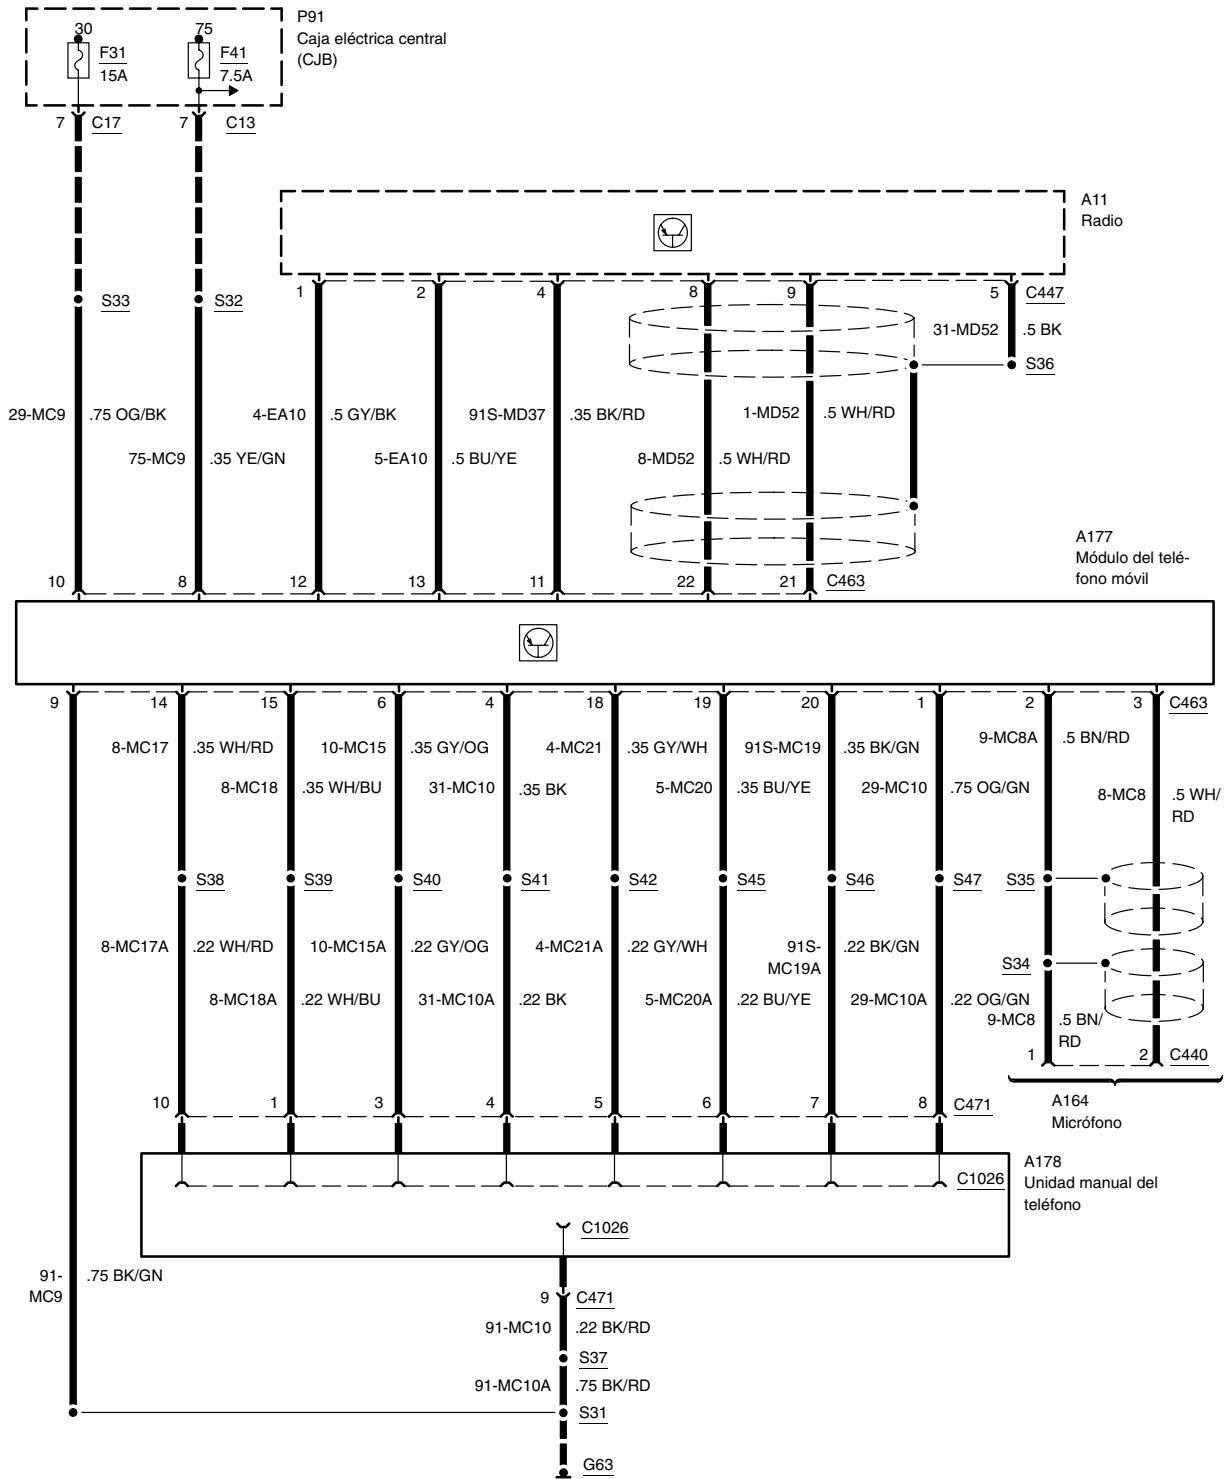 P91
Caja eléctrica central
(CJB)
30
F31
15A
75
F41
7.5A
7 C17
7 C13
A11
Radio
1 2 4 8 9 5 C447
S33 S32
31-MD52 .5 BK
S36
29-MC9 .75 OG/BK
4-EA10 .5 GY/BK
91S-MD37 .35 BK/RD
1-MD52 .5 WH/RD
75-MC9 .35 YE/GN
5-EA10 .5 BU/YE
8-MD52 .5 WH/RD
A177
Módulo del telé-
fono móvil
10 8 12 13 11 22 21 C463
9 14 15 6 4 18 19 20 1 2 3 C463
8-MC17 .35 WH/RD
10-MC15 .35 GY/OG
4-MC21 .35 GY/WH
91S-MC19 .35 BK/GN
9-MC8A .5 BN/RD
8-MC18 .35 WH/BU
31-MC10 .35 BK
5-MC20 .35 BU/YE
29-MC10 .75 OG/GN
8-MC8 .5 WH/
RD
S38 S39 S40 S41 S42 S45 S46 S47 S35
8-MC17A .22 WH/RD
10-MC15A .22 GY/OG
4-MC21A .22 GY/WH
91S-
MC19A
.22 BK/GN
S34
8-MC18A .22 WH/BU
31-MC10A .22 BK
5-MC20A .22 BU/YE
29-MC10A .22 OG/GN
9-MC8 .5 BN/
RD
1 2 C440
A164
Micrófono
10 1 3 4 5 6 7 8 C471
A178
Unidad manual del
teléfono
C1026
C1026
91-
MC9
.75 BK/GN
9 C471
91-MC10 .22 BK/RD
S37
91-MC10A .75 BK/RD
S31
G63